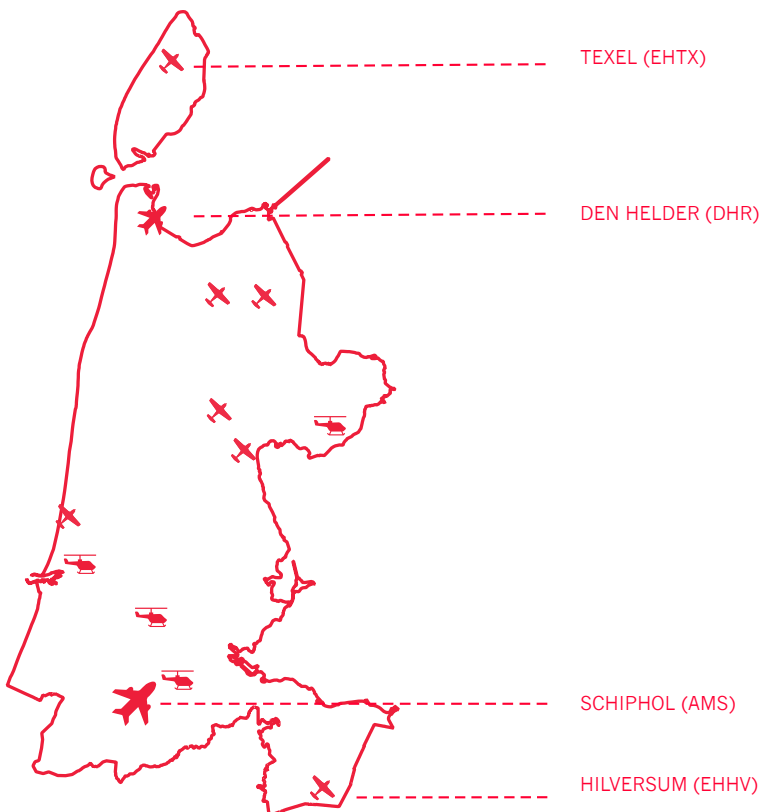 TEXEL (EHTX)
DEN HELDER (DHR)
SCHIPHOL (AMS)
HILVERSUM (EHHV)